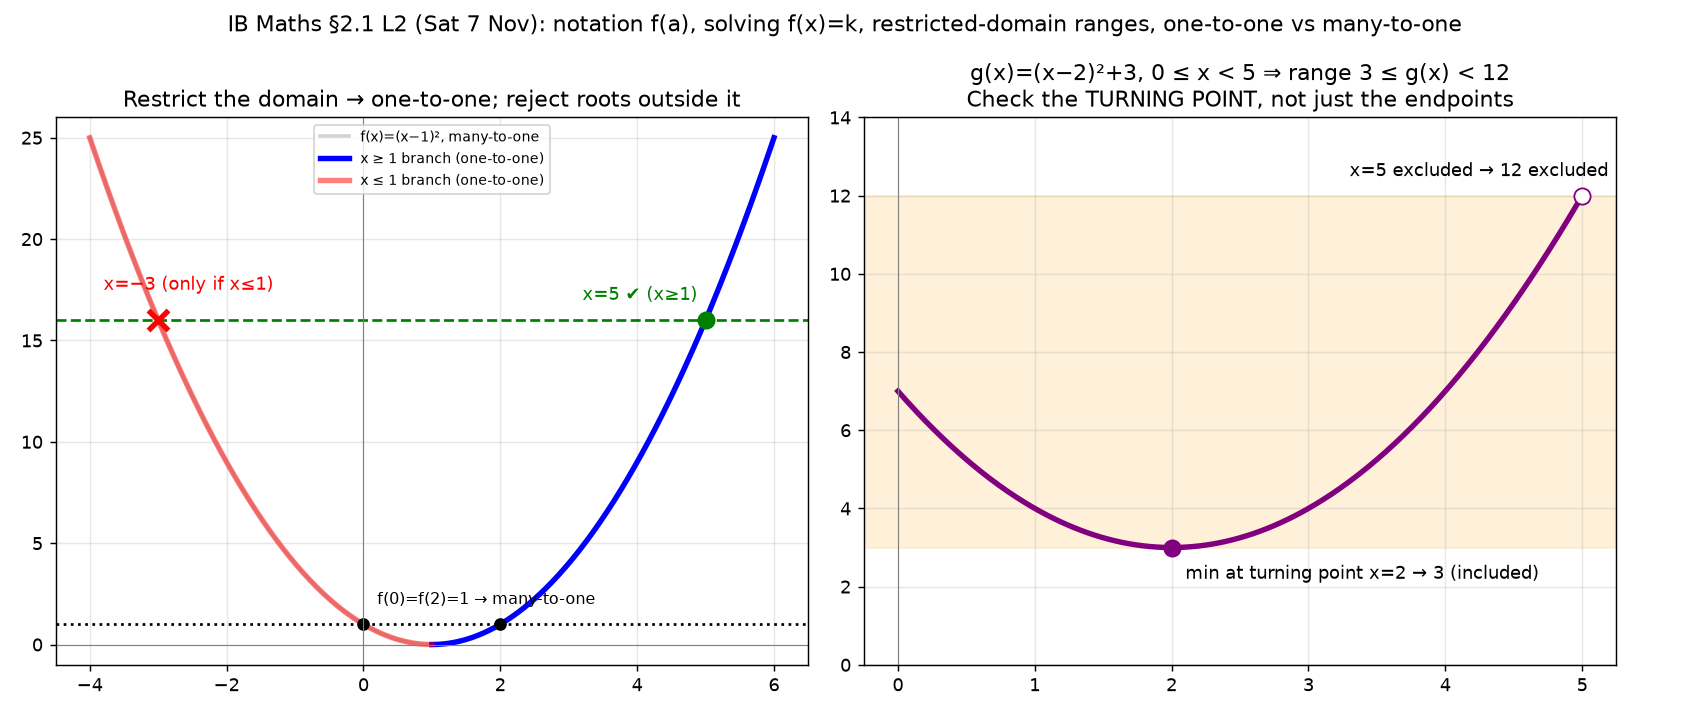 IB Maths §2.1 L2 (Sat 7 Nov): notation f(a), solving f(x)=k, restricted-domain ranges, one-to-one vs many-to-one
Restrict the domain → one-to-one; reject roots outside it
f(x)=(x−1)², many-to-one
x ≥ 1 branch (one-to-one)
x ≤ 1 branch (one-to-one)
x=−3 (only if x≤1)
x=5 ✔ (x≥1)
f(0)=f(2)=1 → many-to-one
25
20
15
10
5
0
−4 −2 0 2 4 6
g(x)=(x−2)²+3, 0 ≤ x < 5 ⇒ range 3 ≤ g(x) < 12
Check the TURNING POINT, not just the endpoints
x=5 excluded → 12 excluded
min at turning point x=2 → 3 (included)
14
12
10
8
6
4
2
0
0 1 2 3 4 5